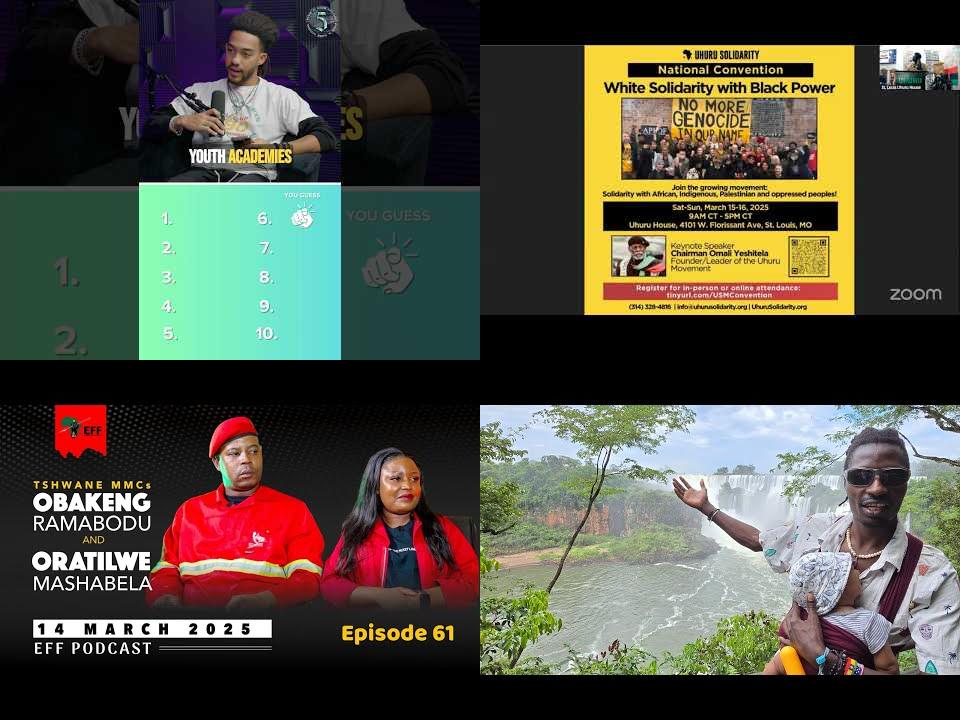 YOUTH ACADEMIES
YOU GUESS
1.
2.
3.
4.
5.
6.
7.
8.
9.
10.
1.
2.
YOU GUESS
UHURU SOLIDARITY
National Convention
White Solidarity with Black Power
NO MORE
GENOCIDE
IN OUR NAME
Join the growing movement:
Solidarity with African, Indigenous, Palestinian and oppressed peoples!
Sat-Sun, March 15-16, 2025
9AM CT - 5PM CT
Uhuru House, 4101 W. Florissant Ave, St. Louis, MO
Keynote Speaker
Chairman Omali Yeshitela
Founder/Leader of the Uhuru
Movement
Register for in-person or online attendance:
tinyurl.com/USMConvention
(314) 328-4816 | info@uhurusolidarity.org | UhuruSolidarity.org
zoom
EFF
TSHWANE MMCs
OBAKENG
RAMABODU
AND
ORATILWE
MASHABELA
14 MARCH 2025
EFF PODCAST
Episode 61